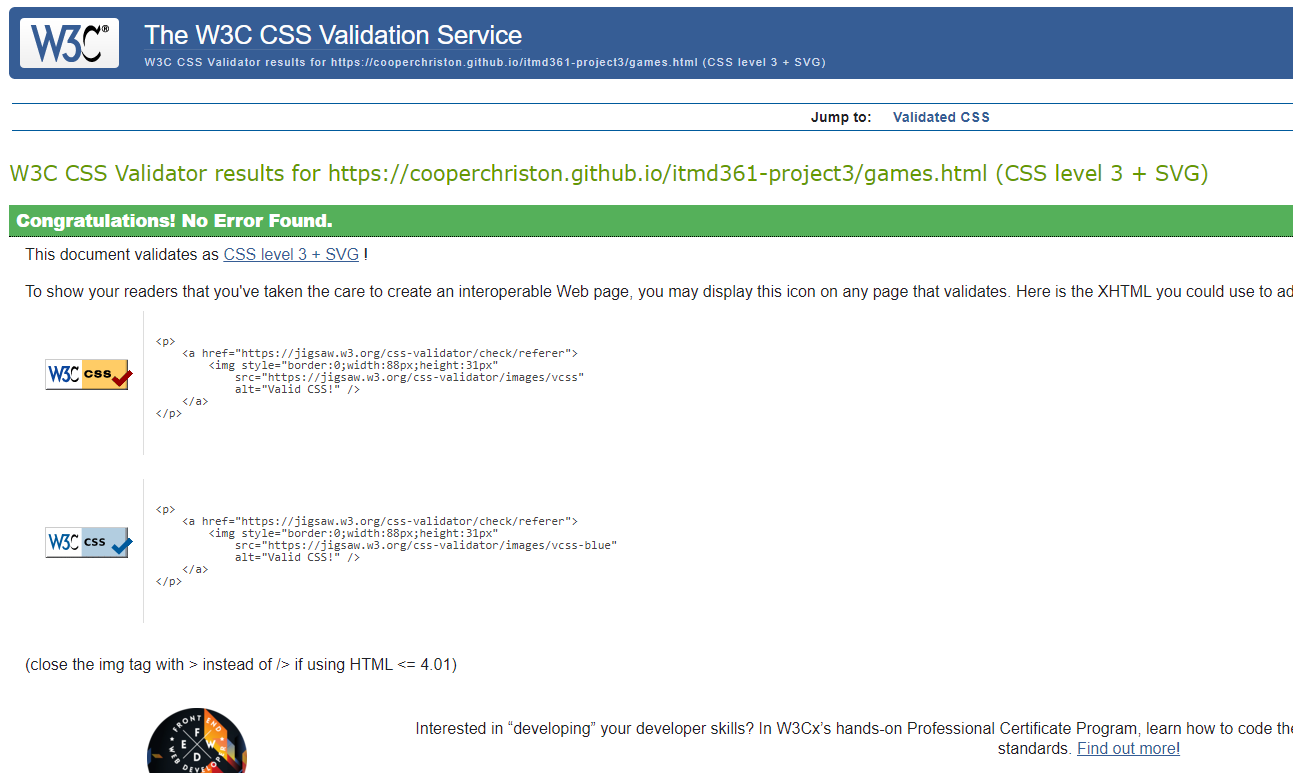 W3C®
The W3C CSS Validation Service
W3C CSS Validator results for https://cooperchriston.github.io/itmd361-project3/games.html (CSS level 3 + SVG)
Jump to: Validated CSS
W3C CSS Validator results for https://cooperchriston.github.io/itmd361-project3/games.html (CSS level 3 + SVG)
Congratulations! No Error Found.
This document validates as CSS level 3 + SVG !
To show your readers that you've taken the care to create an interoperable Web page, you may display this icon on any page that validates. Here is the XHTML you could use to ad
W3C css
<p>
<a href="https://jigsaw.w3.org/css-validator/check/referer">
<img style="border:0;width:88px;height:31px"
src="https://jigsaw.w3.org/css-validator/images/vcss"
alt="Valid CSS!" />
</a>
</p>
W3C css
<p>
<a href="https://jigsaw.w3.org/css-validator/check/referer">
<img style="border:0;width:88px;height:31px"
src="https://jigsaw.w3.org/css-validator/images/vcss-blue"
alt="Valid CSS!" />
</a>
</p>
(close the img tag with > instead of /> if using HTML <= 4.01)
FRONT END
WEB DEVELOP
F
E W
D
Interested in “developing” your developer skills? In W3Cx’s hands-on Professional Certificate Program, learn how to code the
standards. Find out more!